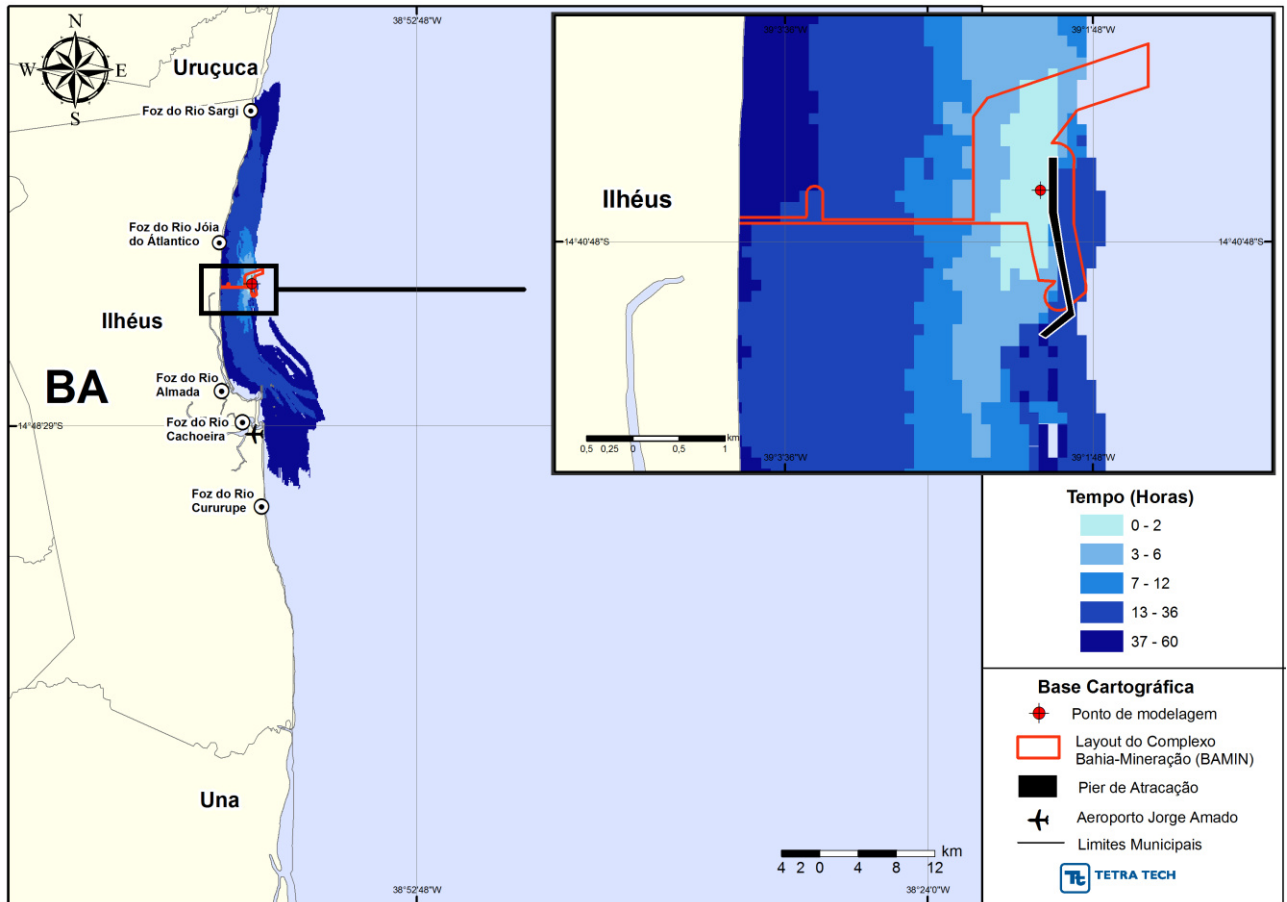 38°52'48"W
N
W
E
S
Uruçuca
Foz do Rio Sargi
Foz do Rio Jóia
do Átlantico
Ilhéus
BA
Foz do Rio
Almada
Foz do Rio
Cachoeira
14°48'29"S
Foz do Rio
Cururupe
Una
4 2 0 4 8 12 km
38°52'48"W
38°24'0"W
39°3'36"W
39°1'48"W
Ilhéus
14°40'48"S
14°40'48"S
0,5 0,25 0 0,5 1 km
39°3'36"W
39°1'48"W
Tempo (Horas)
0 - 2
3 - 6
7 - 12
13 - 36
37 - 60
Base Cartográfica
Ponto de modelagem
Layout do Complexo
Bahia-Mineração (BAMIN)
Pier de Atracação
Aeroporto Jorge Amado
Limites Municipais
Tt
TETRA TECH